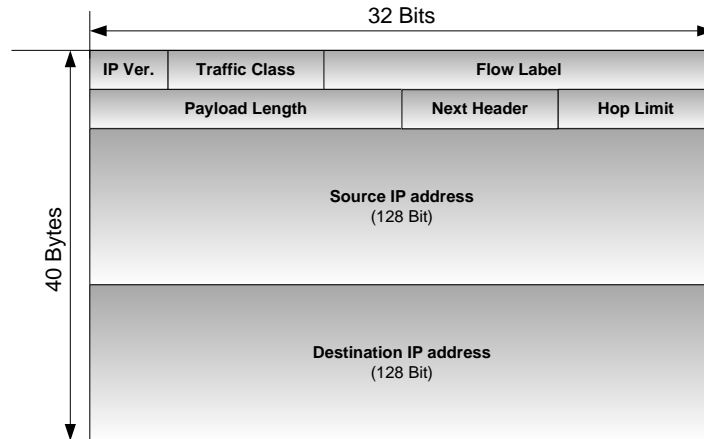 32 Bits
IP Ver. Traffic Class Flow Label
Payload Length Next Header Hop Limit
Source IP address
(128 Bit)
40 Bytes
Destination IP address
(128 Bit)